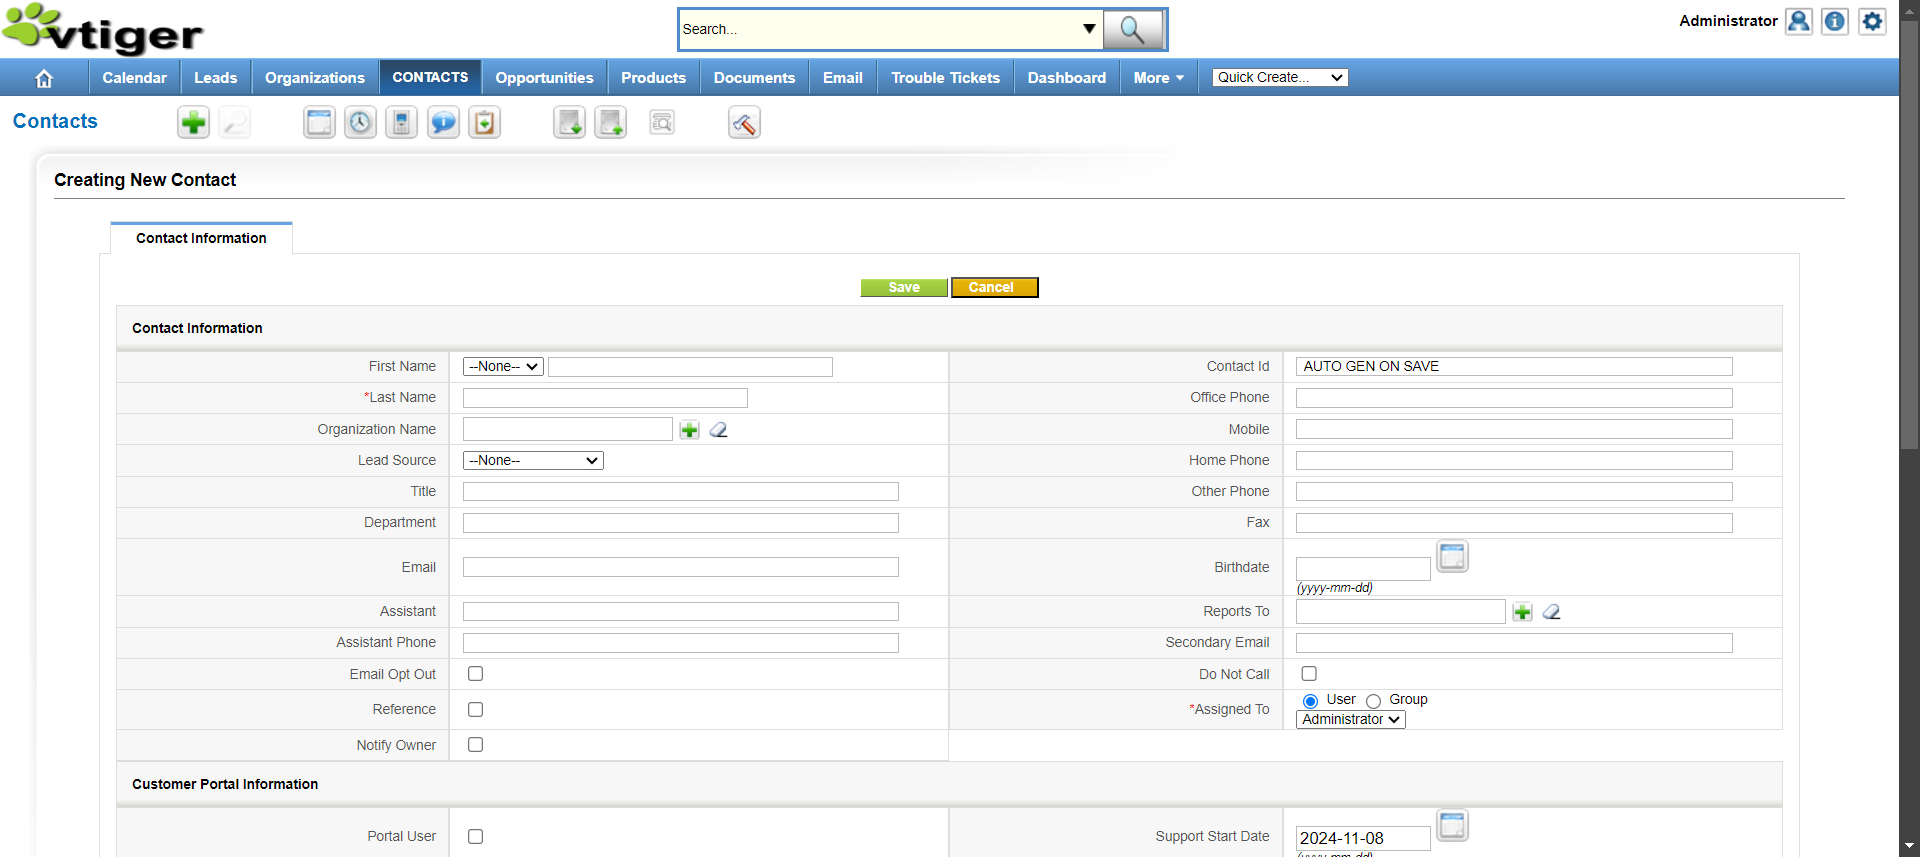 vtiger
Search...
Administrator
Calendar Leads Organizations CONTACTS Opportunities Products Documents Email Trouble Tickets Dashboard More Quick Create...
Contacts
Creating New Contact
Contact Information
Save Cancel
Contact Information
First Name --None-- Contact Id AUTO GEN ON SAVE
*Last Name Office Phone
Organization Name Mobile
Lead Source --None-- Home Phone
Title Other Phone
Department Fax
Email Birthdate
(yyyy-mm-dd)
Assistant Reports To
Assistant Phone Secondary Email
Email Opt Out Do Not Call
Reference *Assigned To User Group
Administrator
Notify Owner
Customer Portal Information
Portal User Support Start Date 2024-11-08
(yyyy-mm-dd)